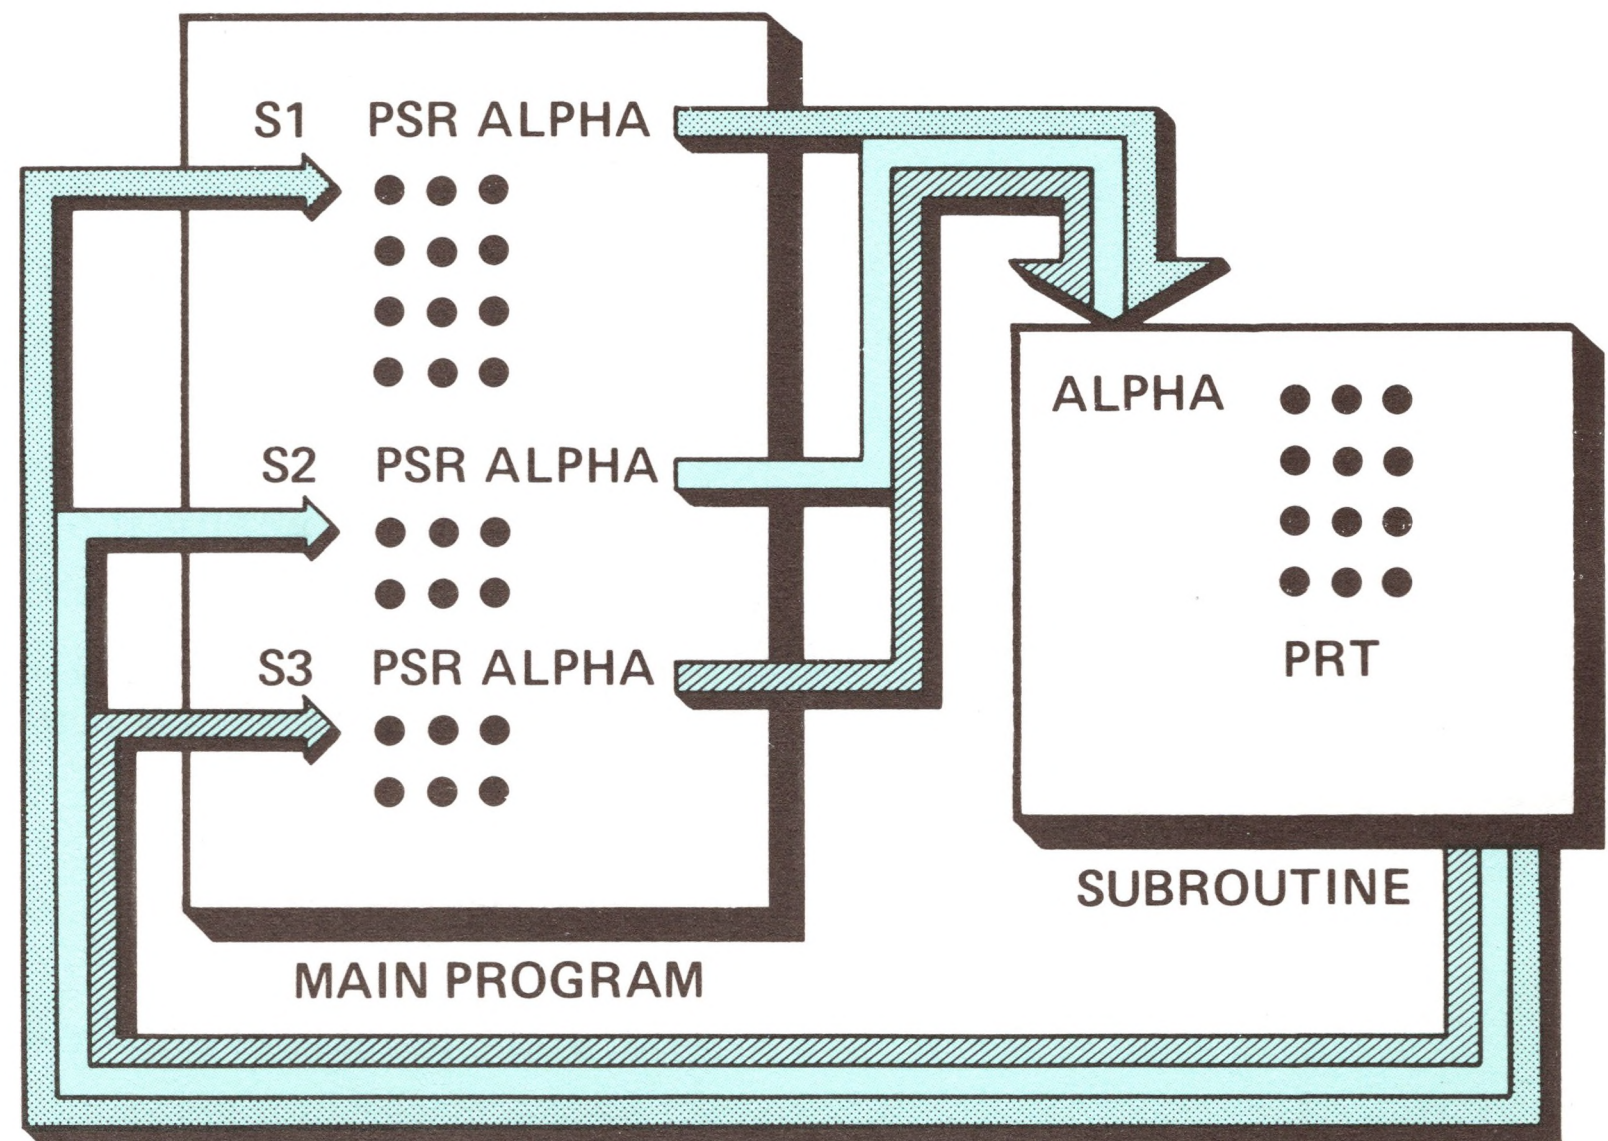 S1 PSR ALPHA
S2 PSR ALPHA
S3 PSR ALPHA
MAIN PROGRAM
ALPHA
PRT
SUBROUTINE